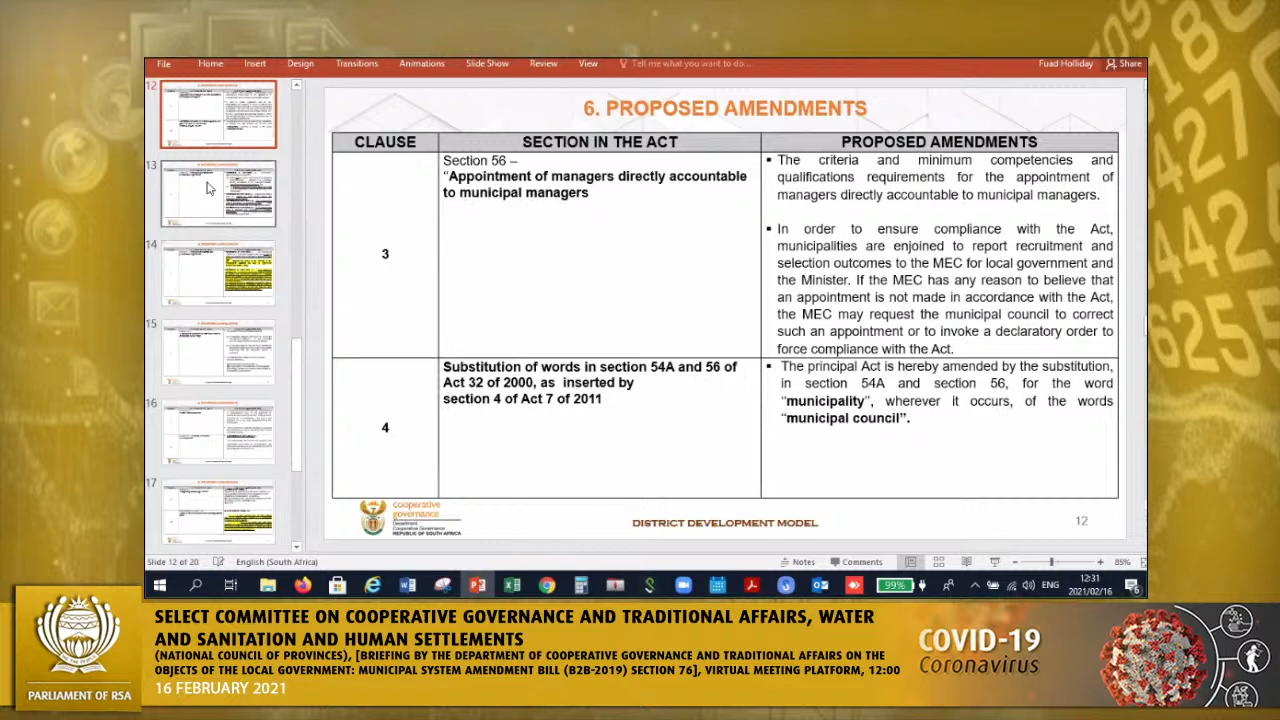 File Home Insert Design Transitions Animations Slide Show Review View Tell me what you want to do... Fuad Holliday Share
12
13
14
15
16
17
6. PROPOSED AMENDMENTS
CLAUSE SECTION IN THE ACT PROPOSED AMENDMENTS
3
Section 56 –
“Appointment of managers directly accountable
to municipal managers
▪ The criteria and minimum competencies and
qualifications requirements on the appointment of
managers directly accountable to municipal managers.
▪ In order to ensure compliance with the Act,
municipalities are enjoined to report recruitment and
selection outcomes to the MEC for local government and
the Minister. If the MEC has any reason to believe that
an appointment is not made in accordance with the Act,
the MEC may request the municipal council to correct
such an appointment or to invoke a declaratory order to
force compliance with the Act.
4
Substitution of words in section 54A and 56 of
Act 32 of 2000, as inserted by
section 4 of Act 7 of 2011
▪ The principal Act is hereby amended by the substitution,
in section 54A and section 56, for the word
“municipality”, wherever it occurs, of the words
“municipal council”.
cooperative
governance
Department:
Cooperative Governance
REPUBLIC OF SOUTH AFRICA
DISTRICT DEVELOPMENT MODEL
12
Slide 12 of 20 English (South Africa) Notes Comments 85%
99% ENG 12:31
2021/02/16
6
PARLIAMENT OF RSA
SELECT COMMITTEE ON COOPERATIVE GOVERNANCE AND TRADITIONAL AFFAIRS, WATER
AND SANITATION AND HUMAN SETTLEMENTS
(NATIONAL COUNCIL OF PROVINCES), [BRIEFING BY THE DEPARTMENT OF COOPERATIVE GOVERNANCE AND TRADITIONAL AFFAIRS ON THE
OBJECTS OF THE LOCAL GOVERNMENT: MUNICIPAL SYSTEM AMENDMENT BILL (B2B-2019) SECTION 76], VIRTUAL MEETING PLATFORM, 12:00
16 FEBRUARY 2021
COVID-19
Coronavirus